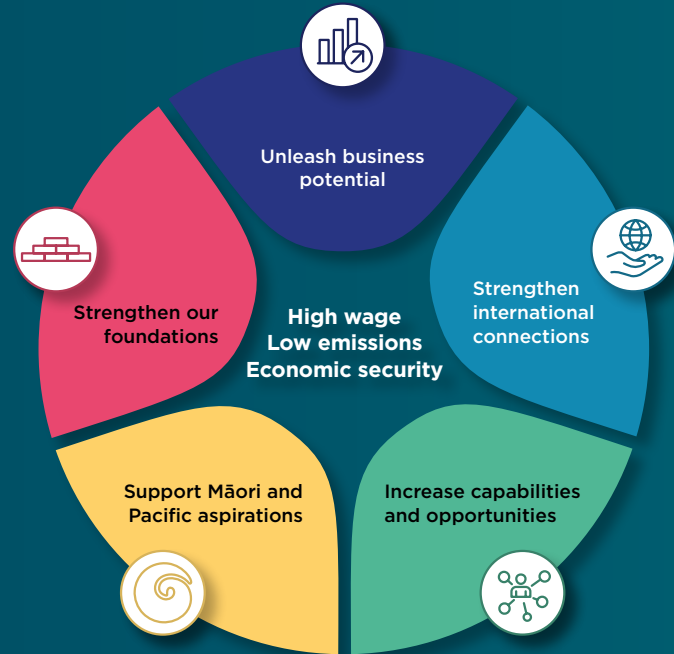 Unleash business
potential
Strengthen
international
connections
Increase capabilities
and opportunities
Support Māori and
Pacific aspirations
Strengthen our
foundations
High wage
Low emissions
Economic security